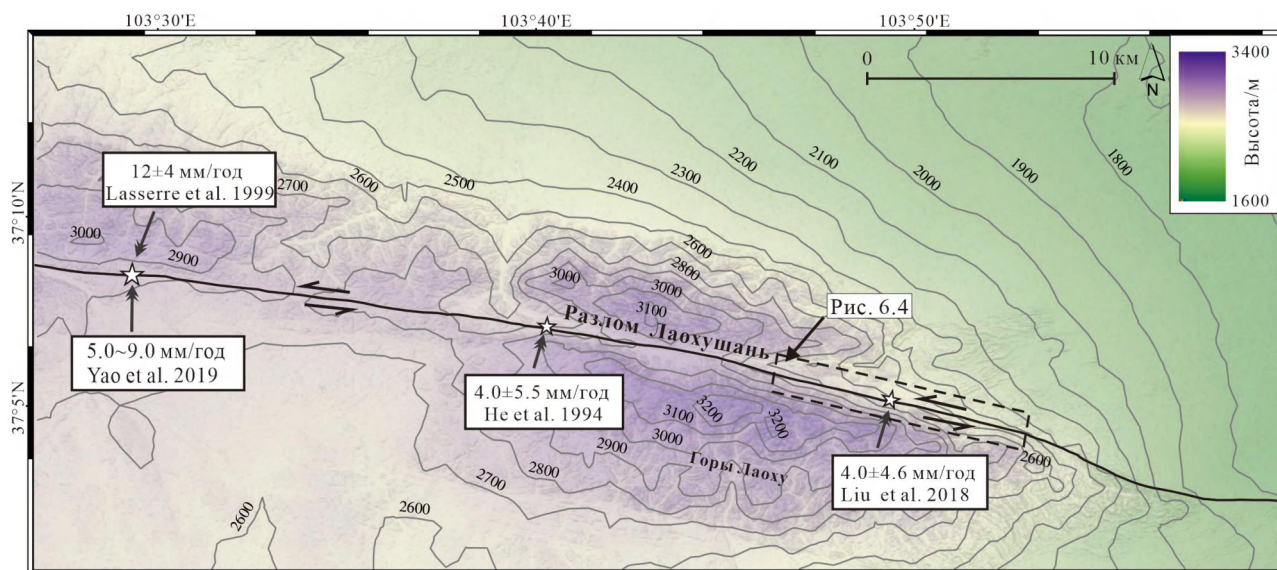 103°30'E
103°40'E
103°50'E
0
10 км
N
3400
Высота/м
1600
37°10'N
37°5'N
12±4 мм/год
Lasserre et al. 1999
2700
2600
2500
2400
2300
2200
2100
2000
1900
1800
3000
2900
2600
2800
3000
3000
3100
Разлом Лаохушань
Рис. 6.4
5.0~9.0 мм/год
Yao et al. 2019
4.0±5.5 мм/год
He et al. 1994
3200
3100
3200
3000
2900
Горы Лаоху
2800
2700
2600
2600
2600
4.0±4.6 мм/год
Liu et al. 2018